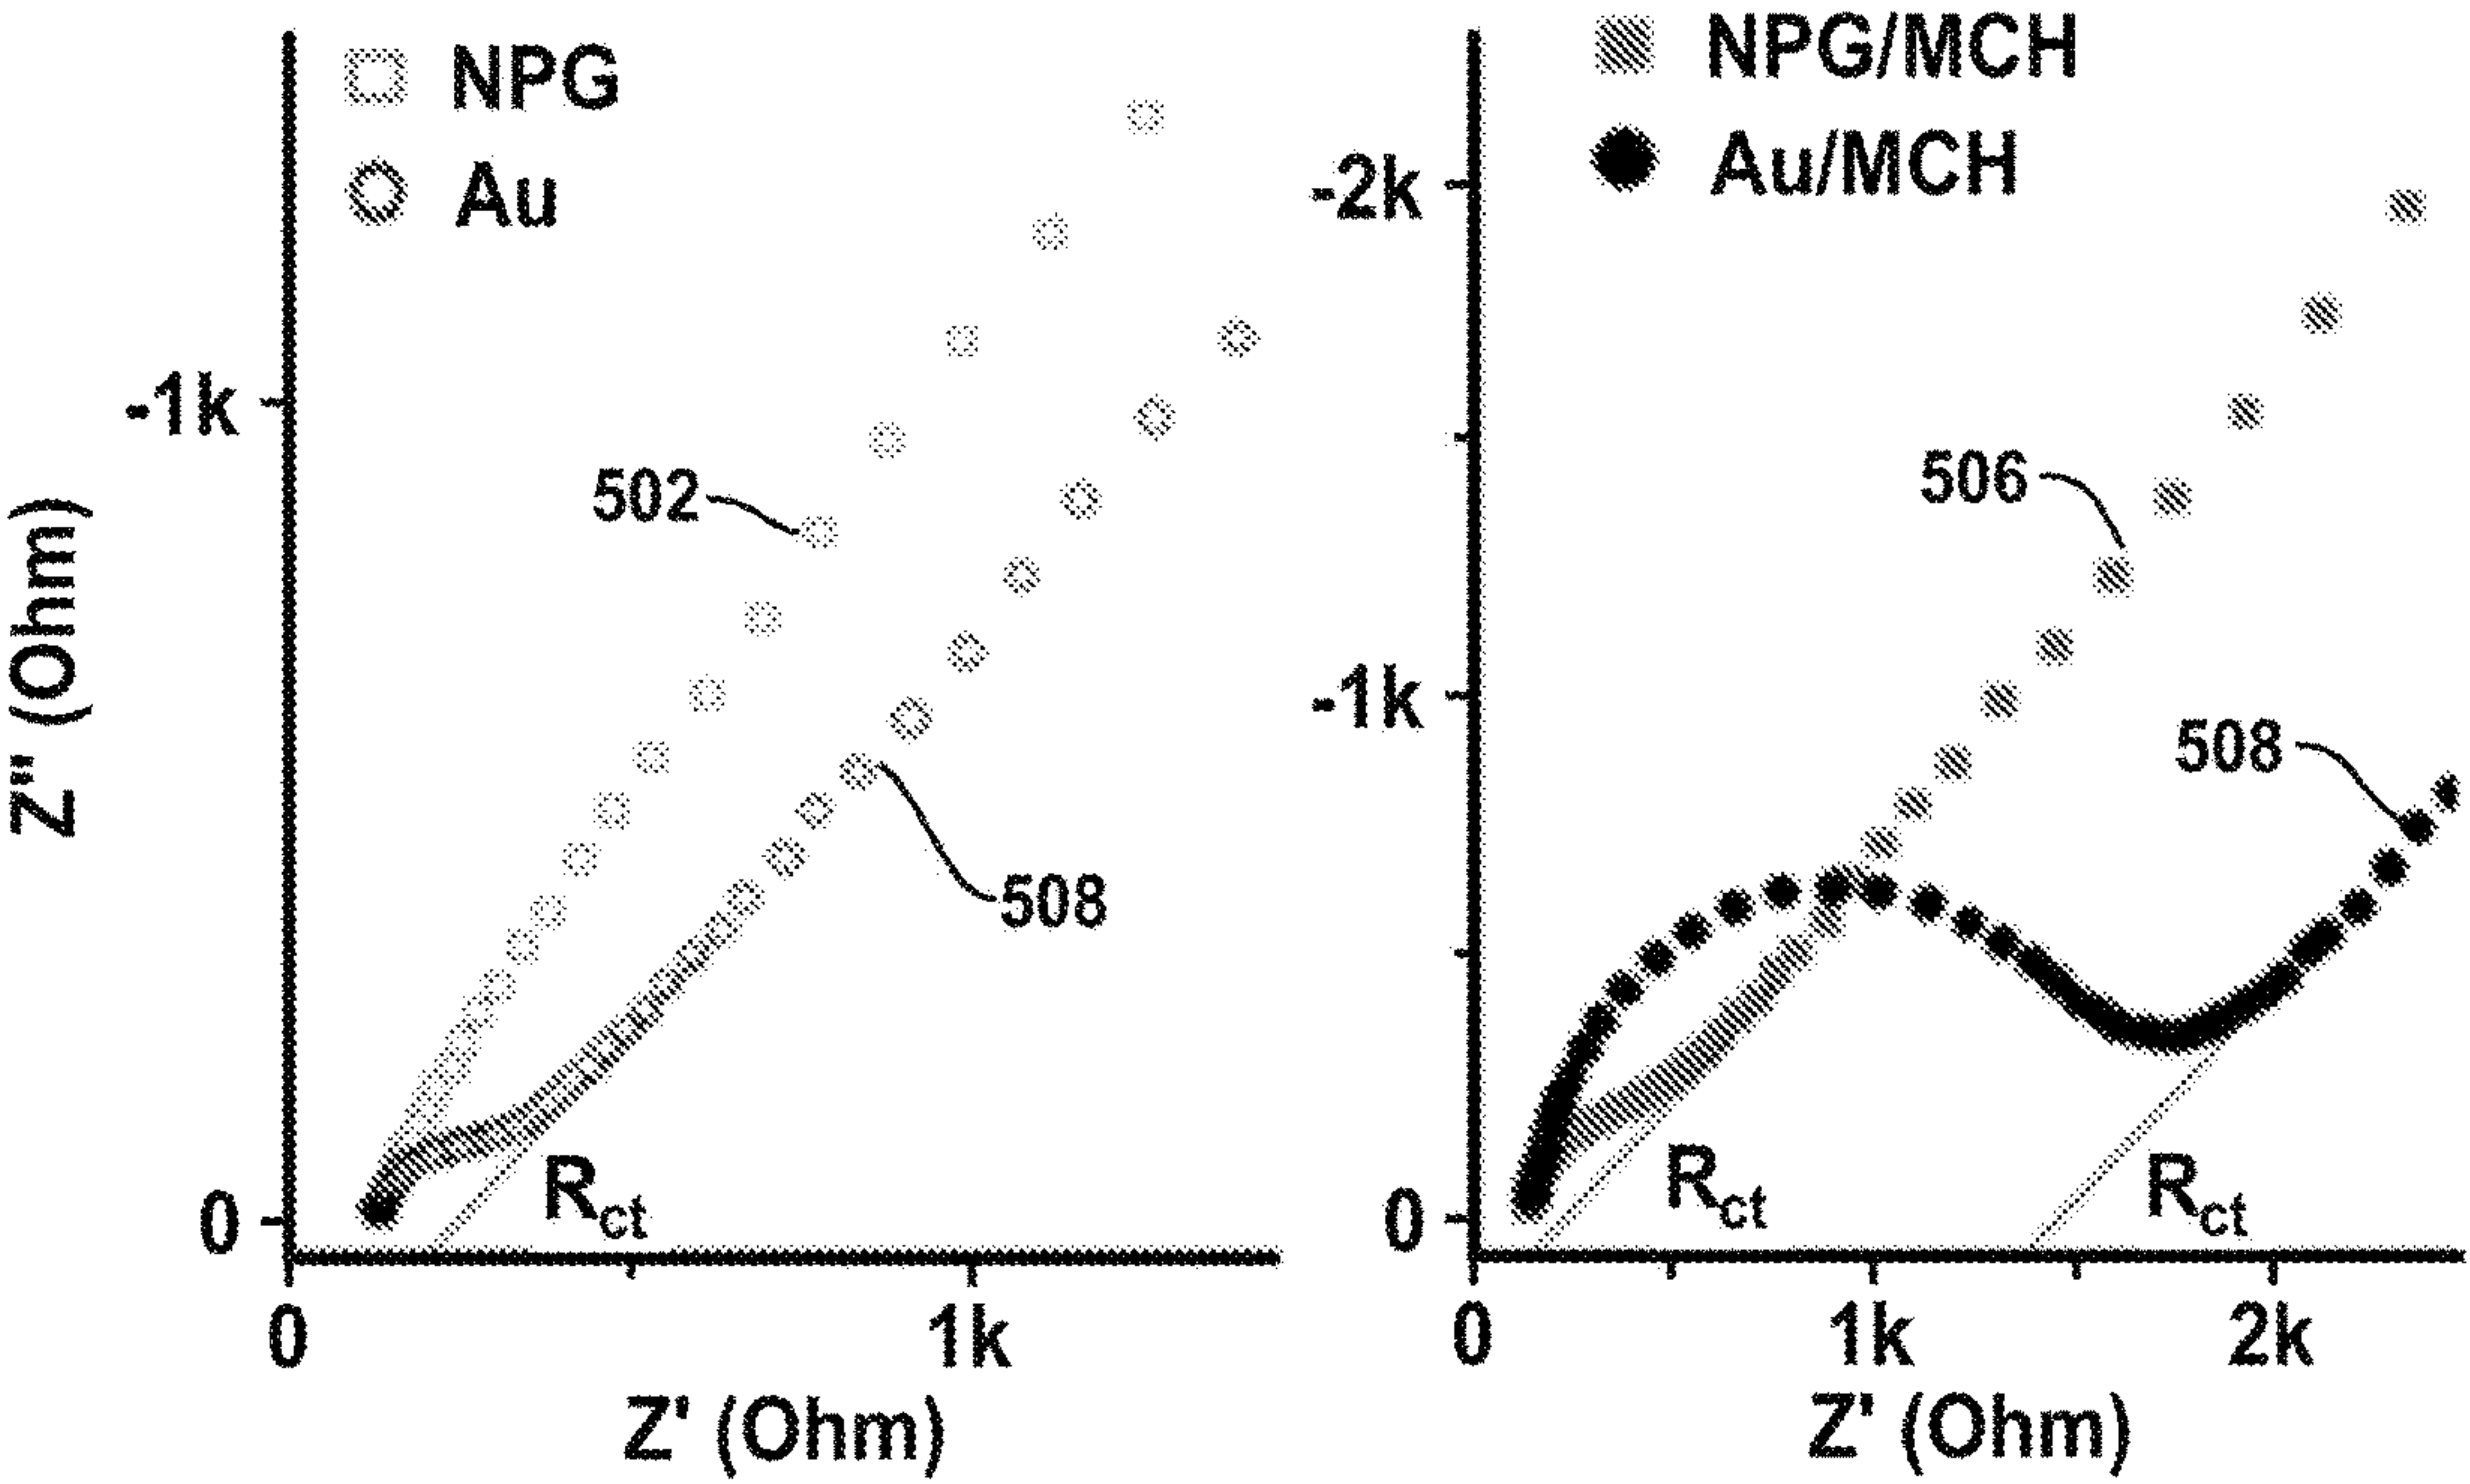 NPG
Au
-1k
0
0
1k
Z" (Ohm)
Z' (Ohm)
502
508
Rct
NPG/MCH
Au/MCH
-2k
-1k
0
0
1k
2k
Z' (Ohm)
506
508
Rct
Rct